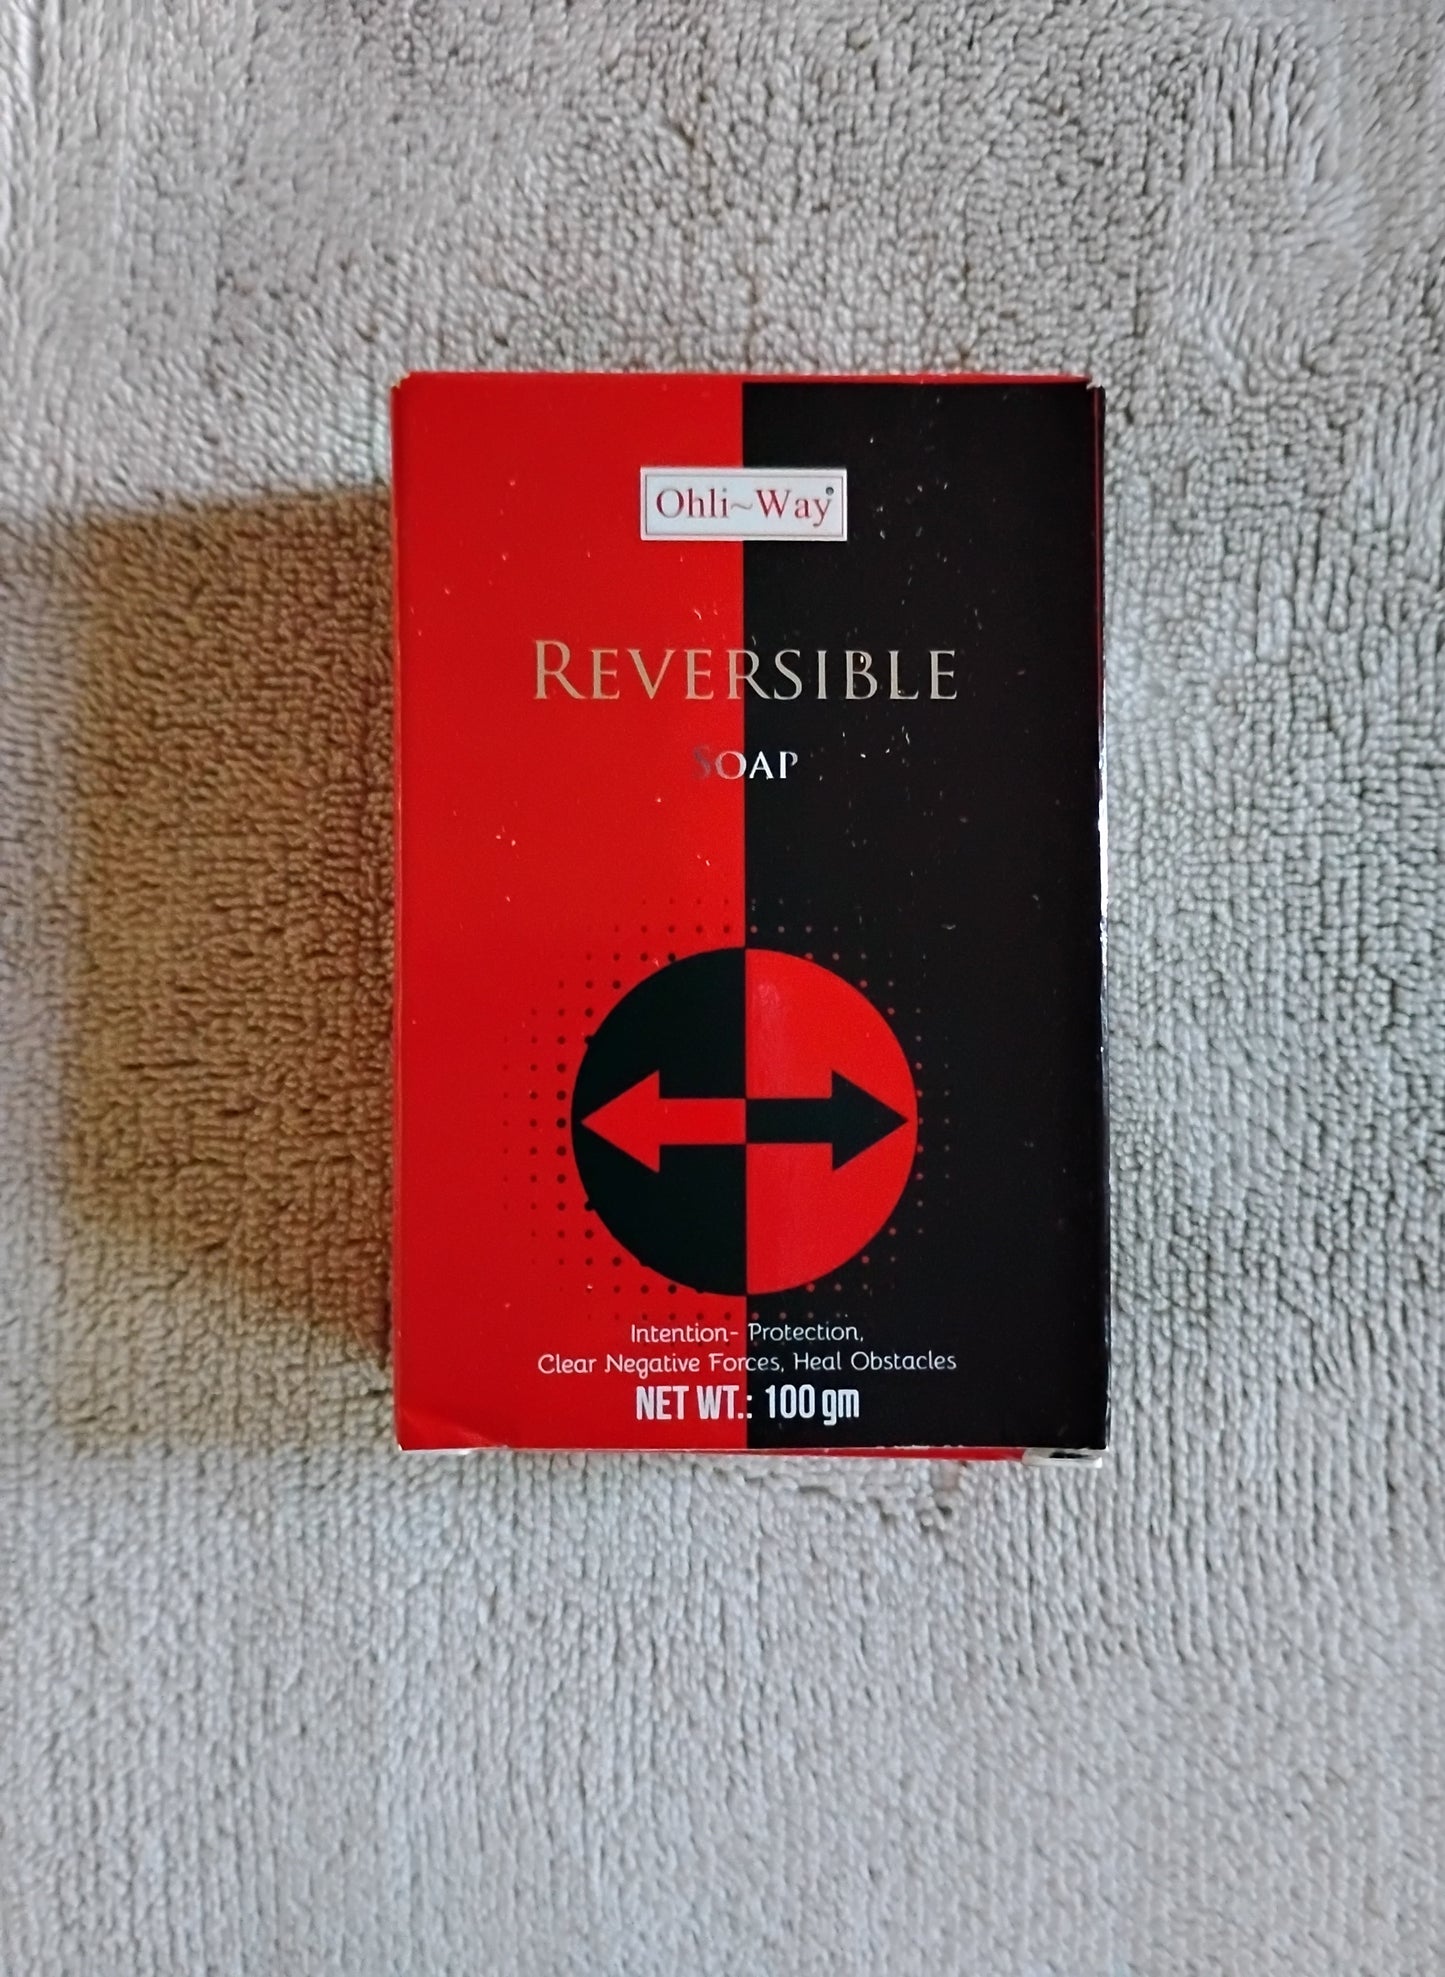 Ohli~Way
REVERSIBLE
SOAP
Intention- Protection,
Clear Negative Forces, Heal Obstacles
NET WT.: 100 gm